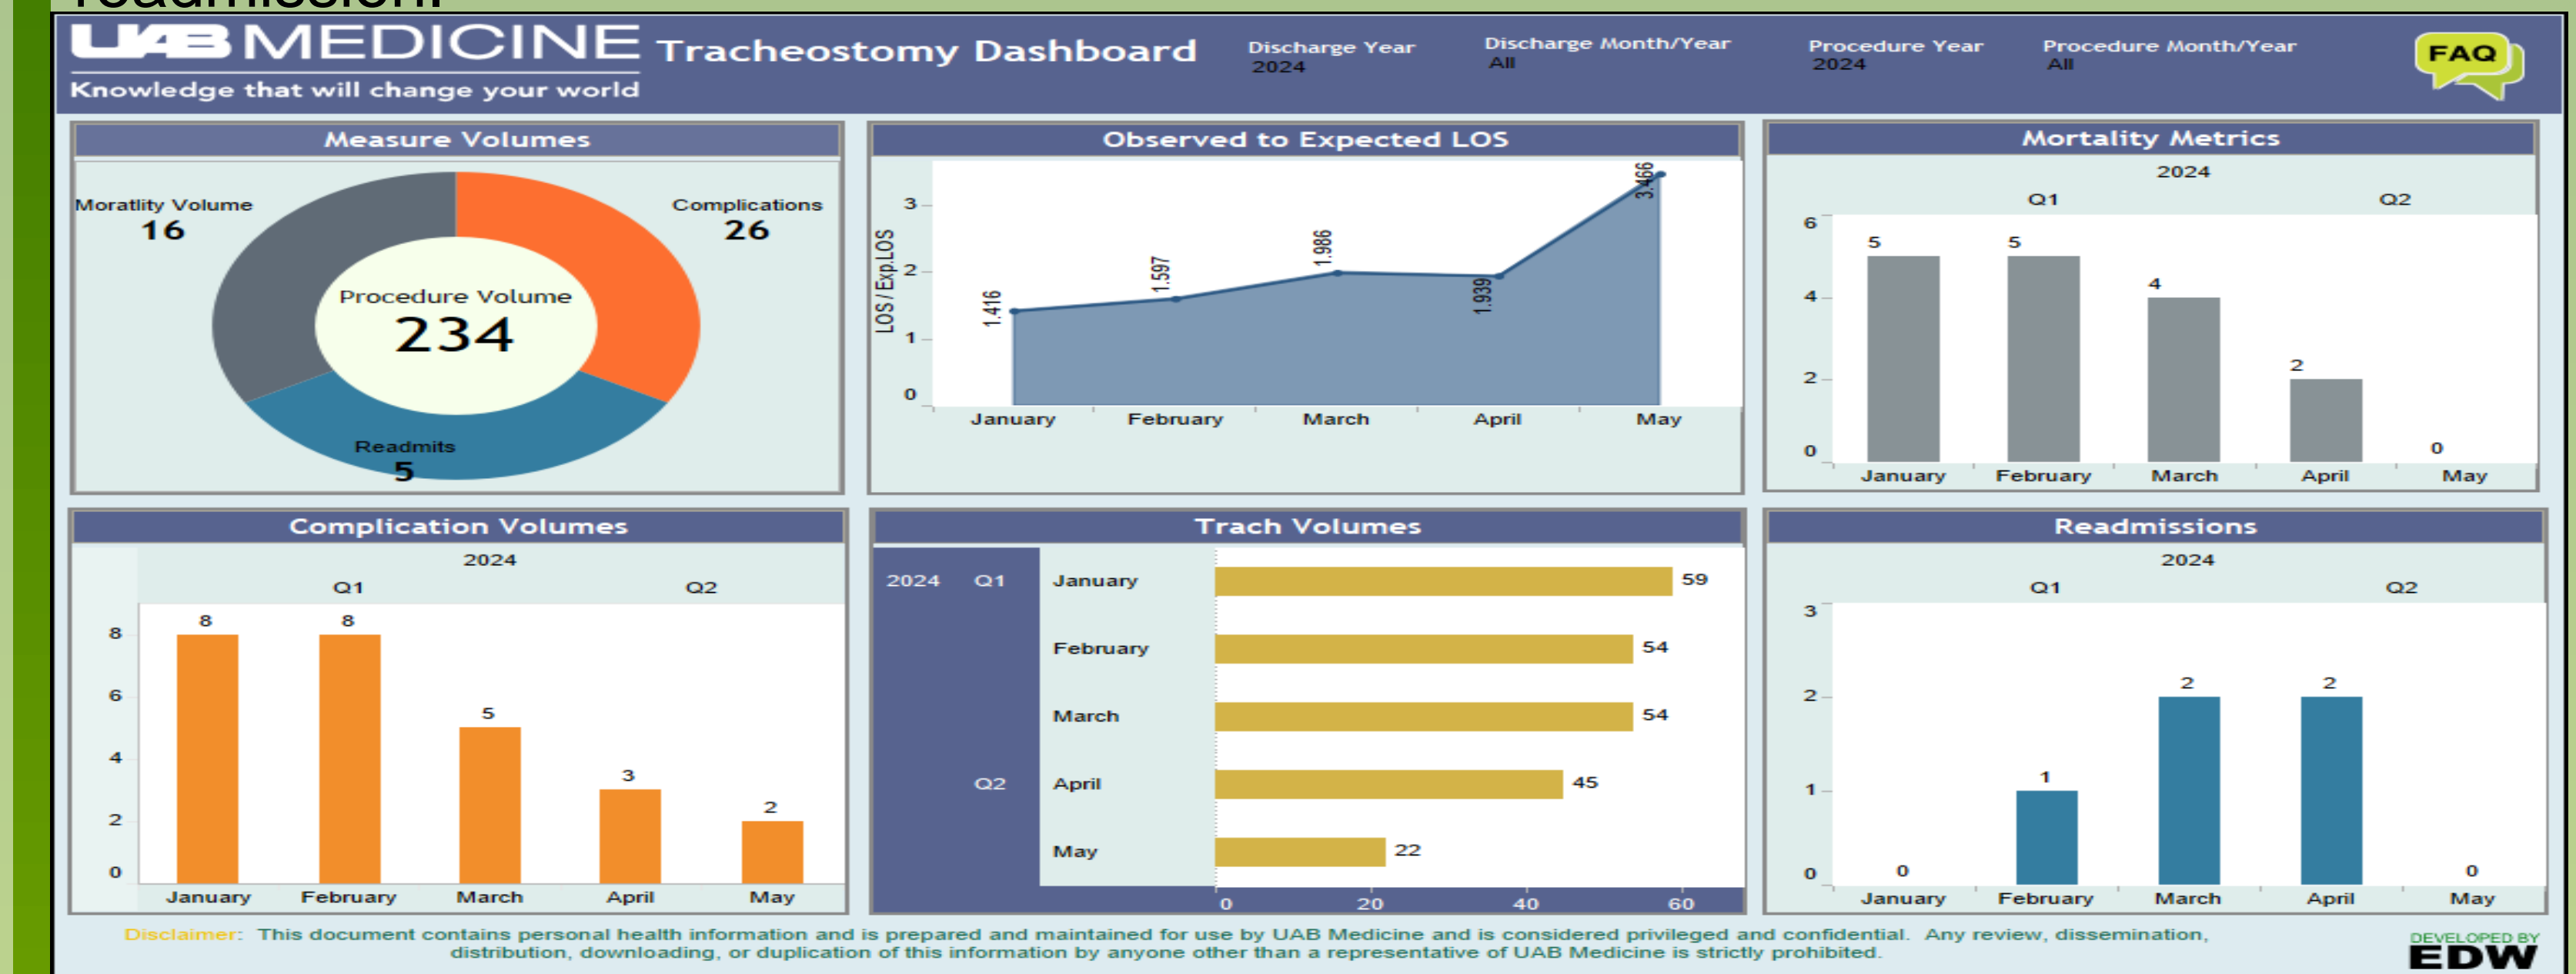 readmission.
UAB MEDICINE
Knowledge that will change your world
Tracheostomy Dashboard
Discharge Year
2024
Discharge Month/Year
All
Procedure Year
2024
Procedure Month/Year
All
FAQ
Measure Volumes
Moratlity Volume
16
Complications
26
Procedure Volume
234
Readmits
5
Observed to Expected LOS
LOS / Exp.LOS
3
2
1
0
1.416
1.597
1.986
1.939
3.466
January February March April May
Mortality Metrics
2024
Q1 Q2
6
4
2
0
5
5
4
2
0
January February March April May
Complication Volumes
2024
Q1 Q2
8
6
4
2
0
8
8
5
3
2
January February March April May
Trach Volumes
2024 Q1 January 59
February 54
March 54
Q2 April 45
May 22
0 20 40 60
Readmissions
2024
Q1 Q2
3
2
1
0
0
1
2
2
0
January February March April May
Disclaimer: This document contains personal health information and is prepared and maintained for use by UAB Medicine and is considered privileged and confidential. Any review, dissemination,
distribution, downloading, or duplication of this information by anyone other than a representative of UAB Medicine is strictly prohibited.
DEVELOPED BY
EDW